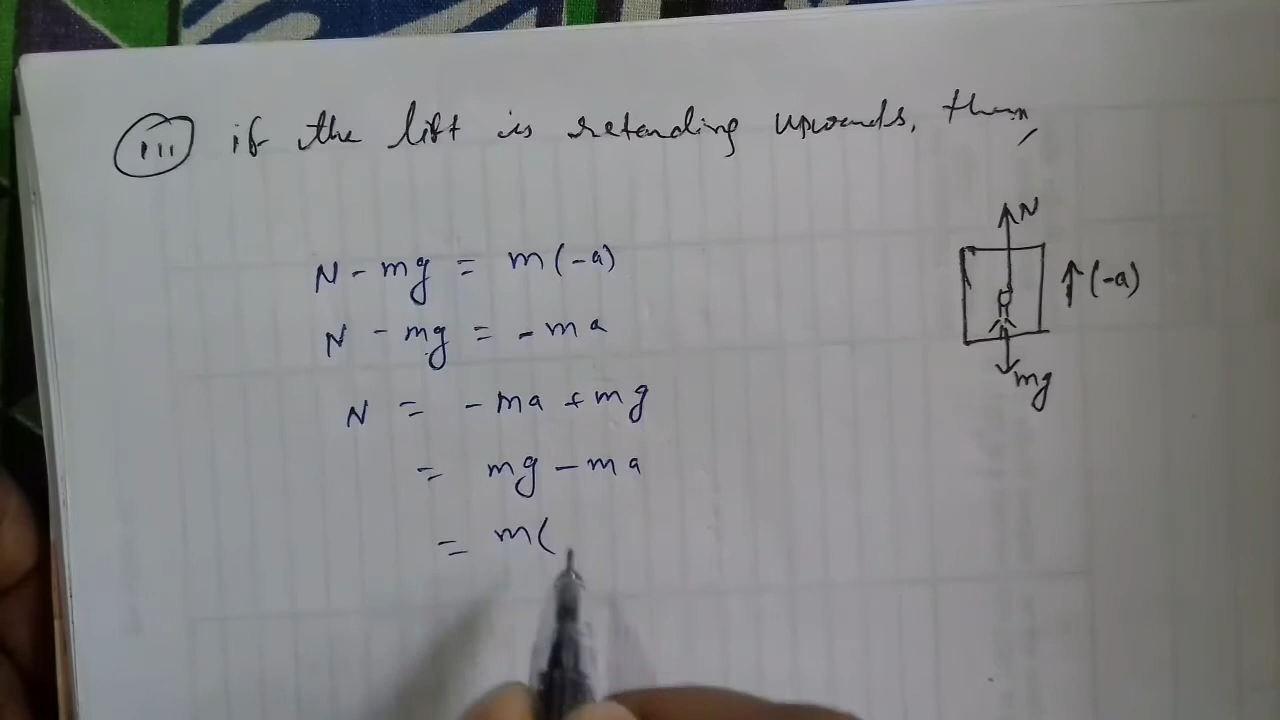 (iii) if the lift is retarding upwards, then,
N - mg = m(-a)
N - mg = - ma
N = - ma + mg
= mg - ma
= m(
N
↑(-a)
mg